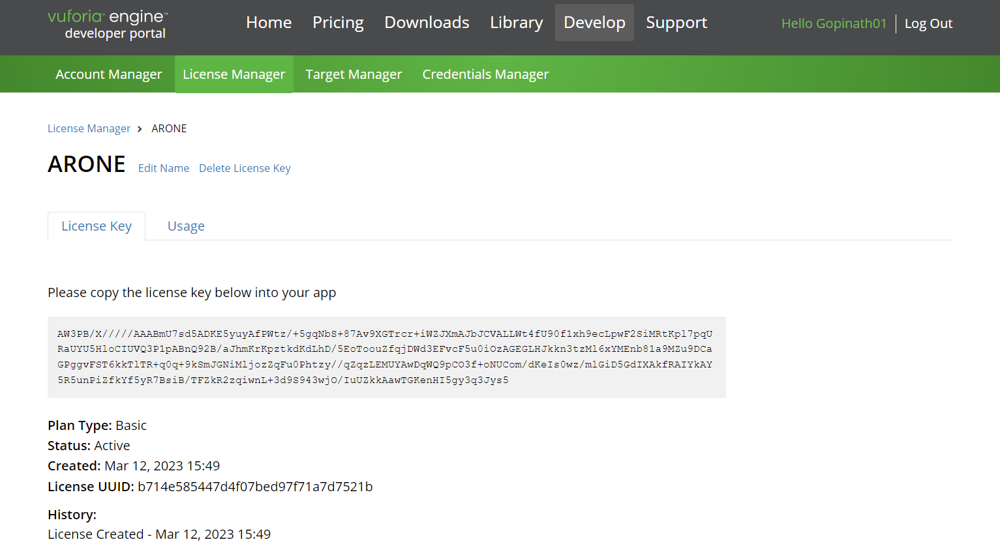 vuforia engine™
developer portal
Home Pricing Downloads Library Develop Support
Hello Gopinath01 Log Out
Account Manager License Manager Target Manager Credentials Manager
License Manager > ARONE
ARONE Edit Name Delete License Key
License Key Usage
Please copy the license key below into your app
AW3PB/X/////AAABmU7sd5ADKE5yuyAfPWtz/+5gqNbS+87Av9XGTrcr+iWZJXmAJbJCVALLWt4fU90f1xh9ecLpwF2SiMRtKpl7pqU
RaUYU5HloCIUVQ3P1pABnQ92B/aJhmKrKpztkdKdLhD/5EoToouZfqjDWd3EFvcF5u0iOzAGEGLHJkkn3tzMl6xYMEnb81a9MZu9DCa
GPggvFST6kkTlTR+q0q+9kSmJGNiMljozZqFu0Phtzy//qZqzLEMUYAwDqWQ9pCO3f+oNUCom/dKeIs0wz/mlGiD5GdIXAkfRAIYkAY
5R5unPiZfkYf5yR7BsiB/TFZkR2zqiwnL+3d9S943wjO/IuUZkkAawTGKenHI5gy3q3Jys5
Plan Type: Basic
Status: Active
Created: Mar 12, 2023 15:49
License UUID: b714e585447d4f07bed97f71a7d7521b
History:
License Created - Mar 12, 2023 15:49